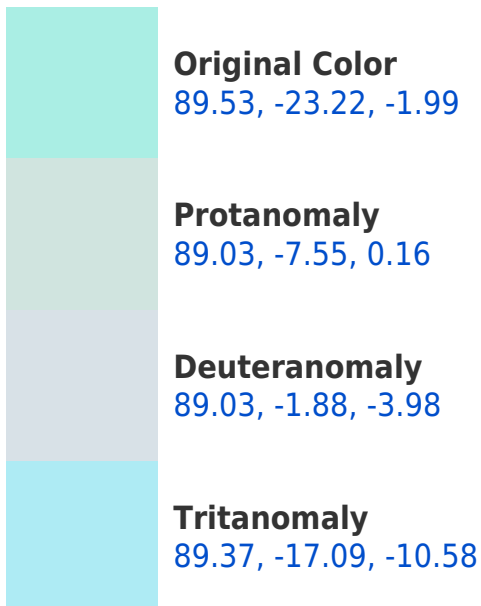 Original Color
89.53, -23.22, -1.99
Protanomaly
89.03, -7.55, 0.16
Deuteranomaly
89.03, -1.88, -3.98
Tritanomaly
89.37, -17.09, -10.58